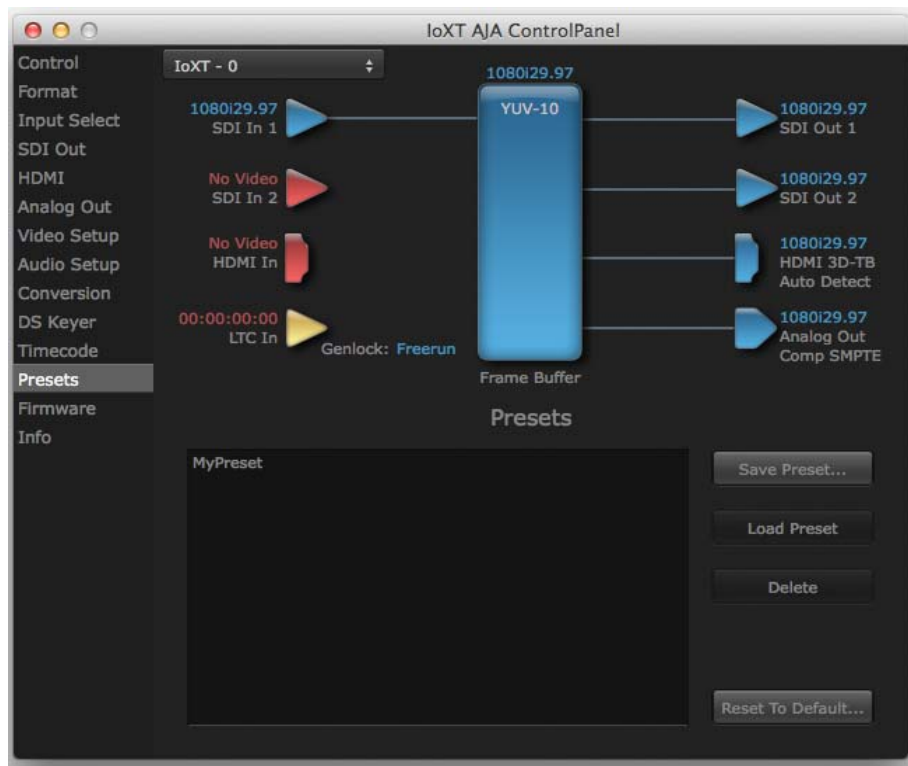 IoXT AJA ControlPanel
Control
Format
Input Select
SDI Out
HDMI
Analog Out
Video Setup
Audio Setup
Conversion
DS Keyer
Timecode
Presets
Firmware
Info
IoXT - 0
1080i29.97
SDI In 1
No Video
SDI In 2
No Video
HDMI In
00:00:00:00
LTC In
Genlock: Freerun
1080i29.97
YUV-10
Frame Buffer
1080i29.97
SDI Out 1
1080i29.97
SDI Out 2
1080i29.97
HDMI 3D-TB
Auto Detect
1080i29.97
Analog Out
Comp SMPTE
Presets
MyPreset
Save Preset...
Load Preset
Delete
Reset To Default...